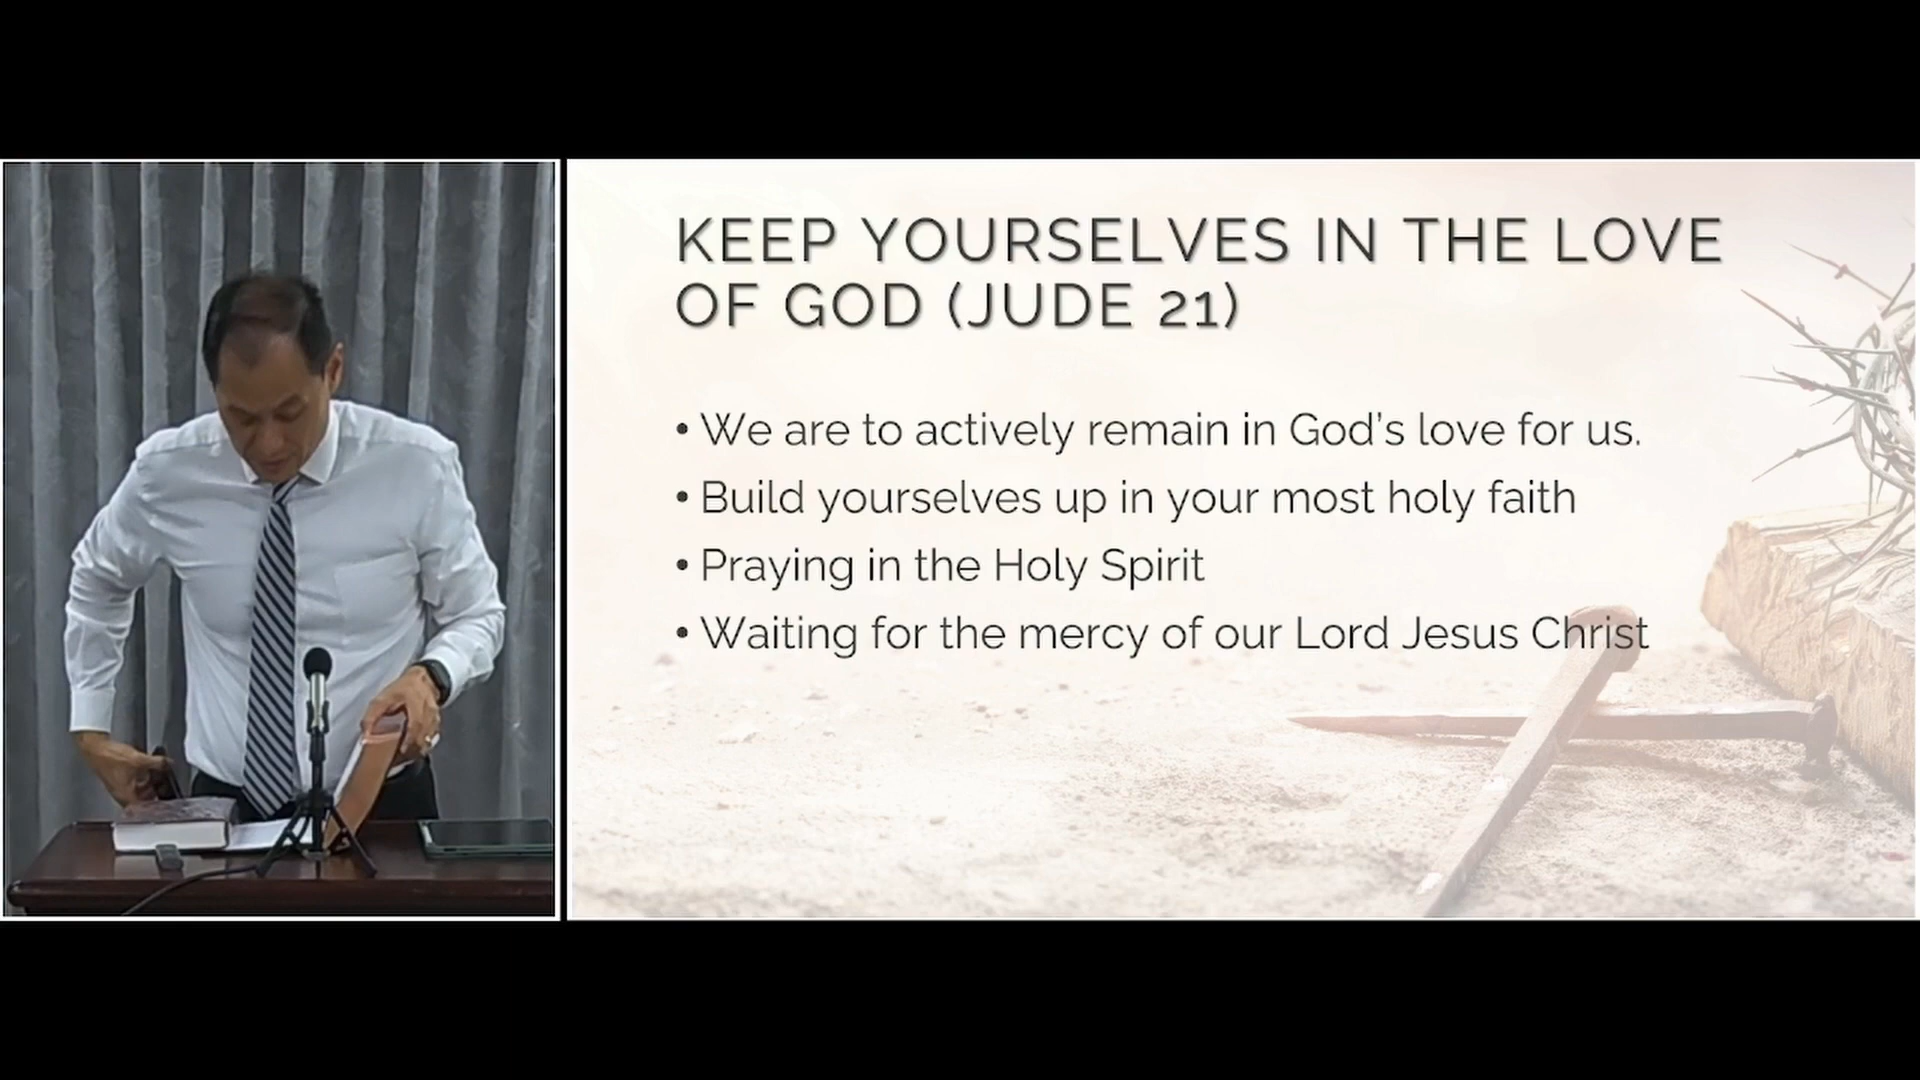 KEEP YOURSELVES IN THE LOVE
OF GOD (JUDE 21)
• We are to actively remain in God’s love for us.
• Build yourselves up in your most holy faith
• Praying in the Holy Spirit
• Waiting for the mercy of our Lord Jesus Christ